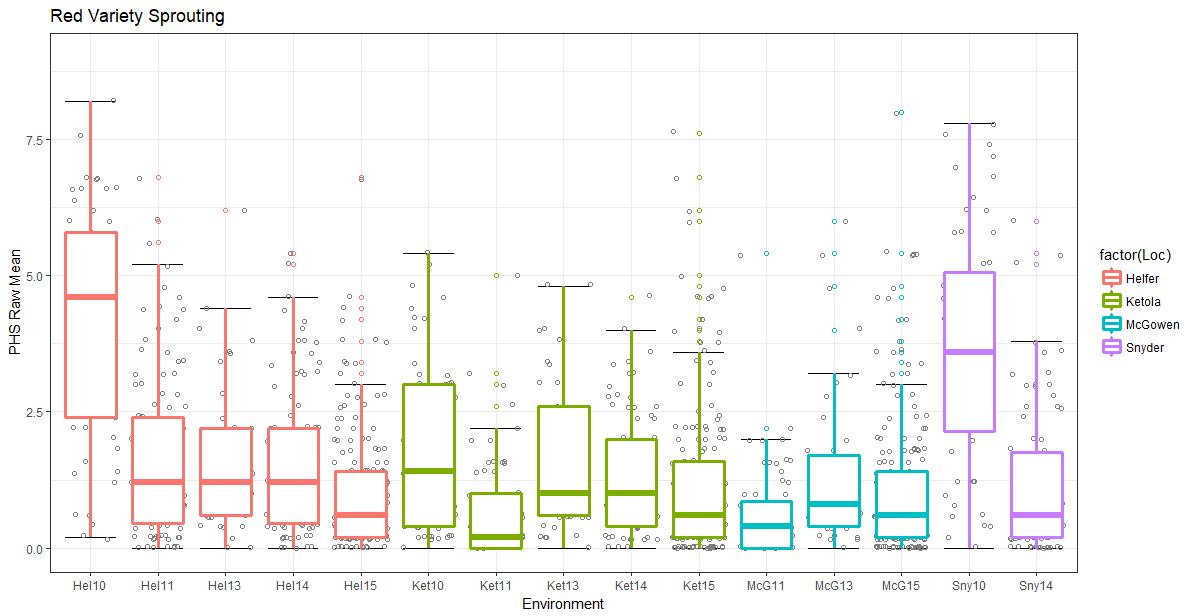 Red Variety Sprouting
PHS Raw Mean
7.5
5.0
2.5
0.0
Hel10 Hel11 Hel13 Hel14 Hel15 Ket10 Ket11 Ket13 Ket14 Ket15 McG11 McG13 McG15 Sny10 Sny14
Environment
factor(Loc)
Helfer
Ketola
McGowen
Snyder